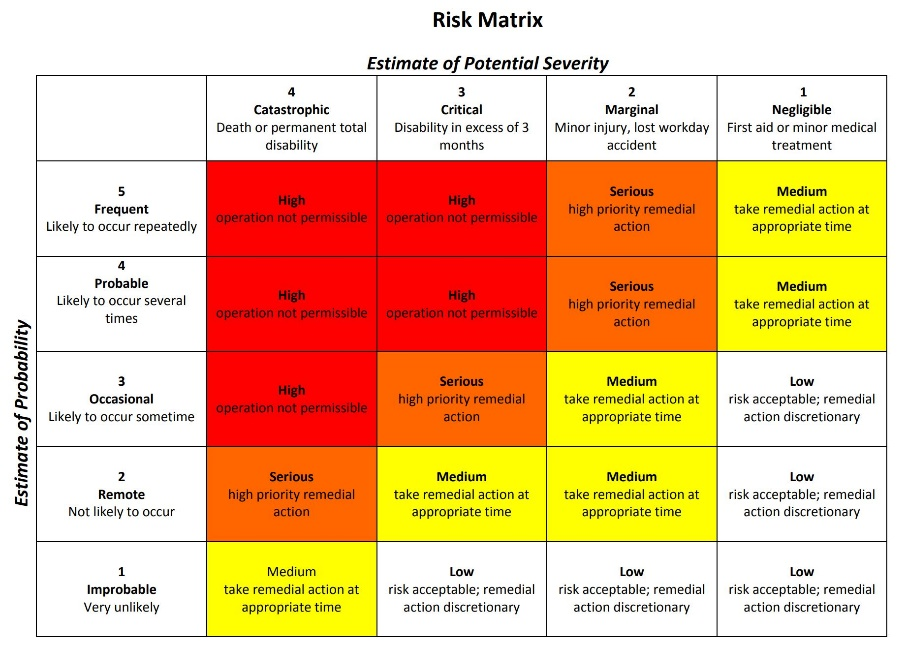 Risk Matrix
Estimate of Potential Severity
4
Catastrophic
Death or permanent total
disability
3
Critical
Disability in excess of 3
months
2
Marginal
Minor injury, lost workday
accident
1
Negligible
First aid or minor medical
treatment
Estimate of Probability
5
Frequent
Likely to occur repeatedly
High
operation not permissible
High
operation not permissible
Serious
high priority remedial
action
Medium
take remedial action at
appropriate time
4
Probable
Likely to occur several
times
High
operation not permissible
High
operation not permissible
Serious
high priority remedial
action
Medium
take remedial action at
appropriate time
3
Occasional
Likely to occur sometime
High
operation not permissible
Serious
high priority remedial
action
Medium
take remedial action at
appropriate time
Low
risk acceptable; remedial
action discretionary
2
Remote
Not likely to occur
Serious
high priority remedial
action
Medium
take remedial action at
appropriate time
Medium
take remedial action at
appropriate time
Low
risk acceptable; remedial
action discretionary
1
Improbable
Very unlikely
Medium
take remedial action at
appropriate time
Low
risk acceptable; remedial
action discretionary
Low
risk acceptable; remedial
action discretionary
Low
risk acceptable; remedial
action discretionary